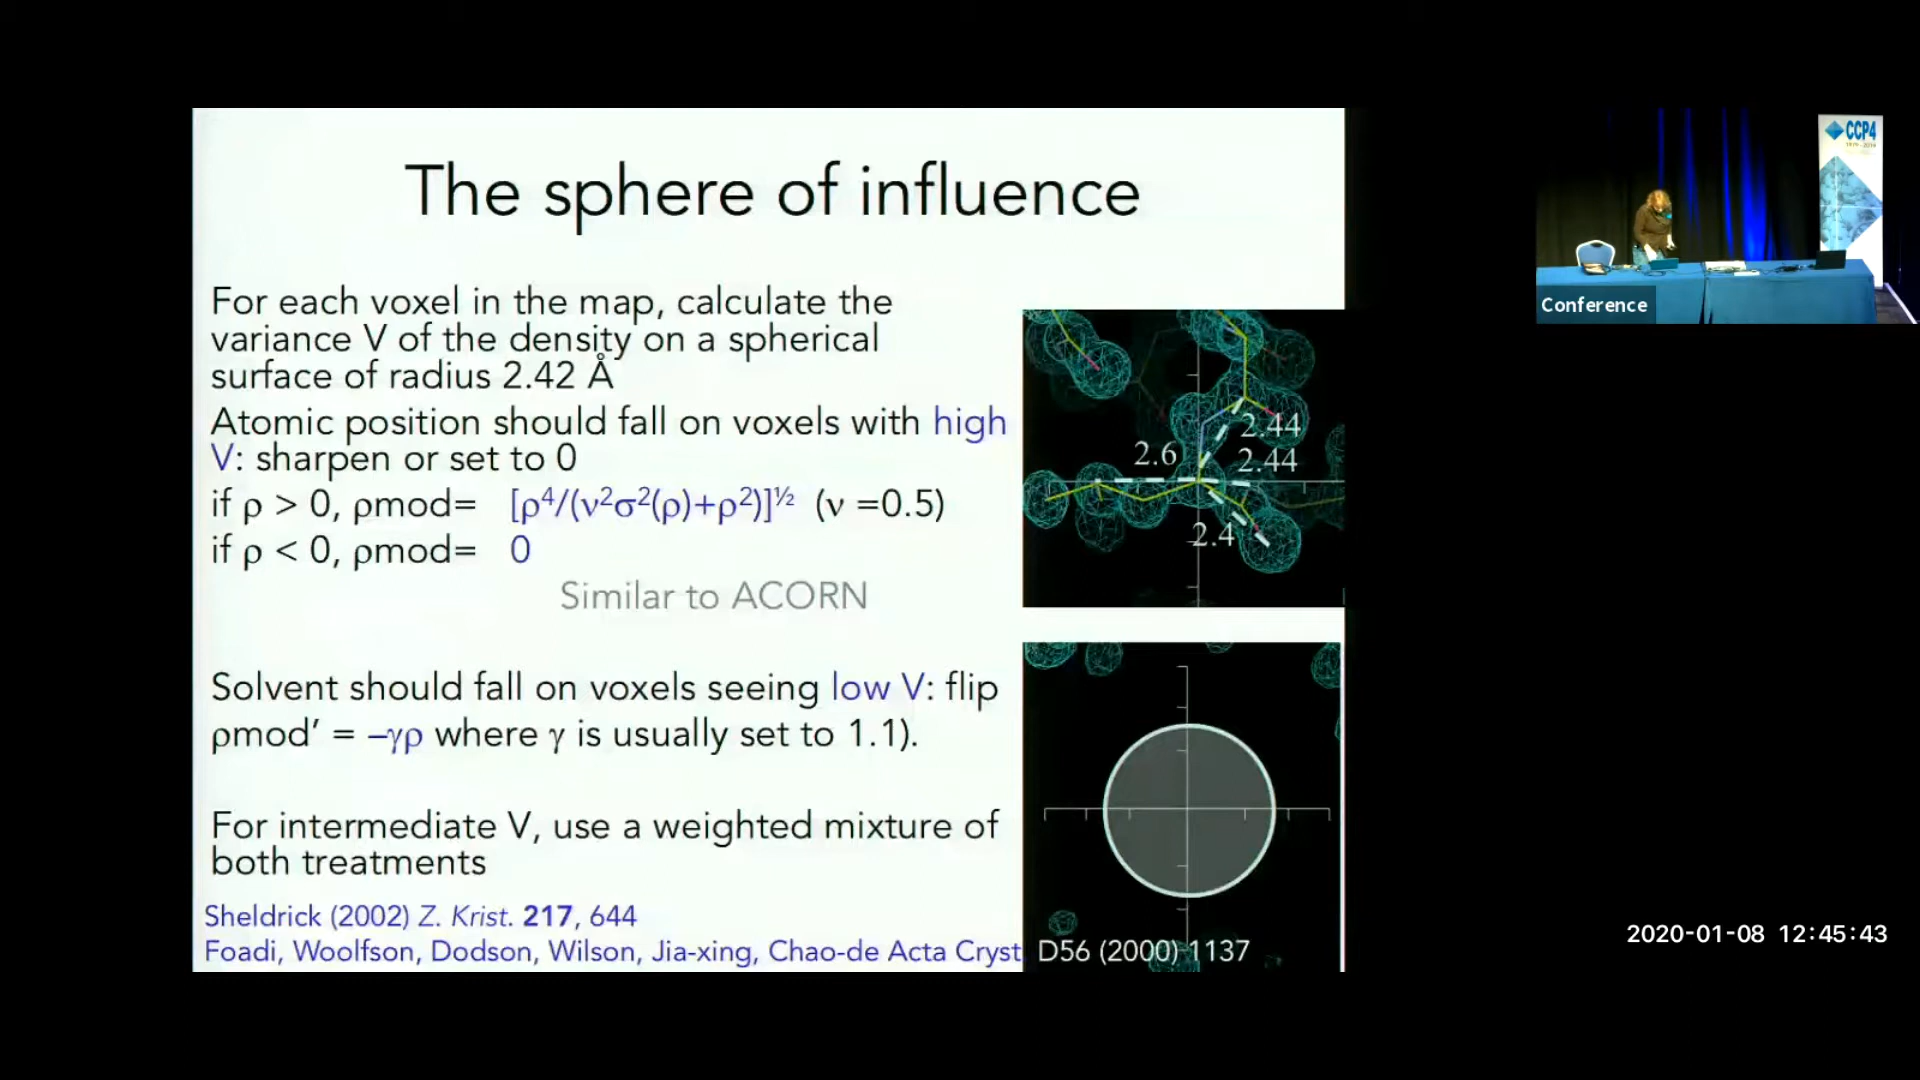 The sphere of influence
For each voxel in the map, calculate the
variance V of the density on a spherical
surface of radius 2.42 Å
Atomic position should fall on voxels with high
V: sharpen or set to 0
if ρ > 0, ρmod= [ρ⁴/(ν²σ²(ρ)+ρ²)]½ (ν =0.5)
if ρ < 0, ρmod= 0
Similar to ACORN
Solvent should fall on voxels seeing low V: flip
ρmod’ = –γρ where γ is usually set to 1.1).
For intermediate V, use a weighted mixture of
both treatments
Sheldrick (2002) Z. Krist. 217, 644
Foadi, Woolfson, Dodson, Wilson, Jia-xing, Chao-de Acta Cryst. D56 (2000) 1137
2.44
2.6
2.44
2.4
CCP4
Conference
2020-01-08 12:45:43